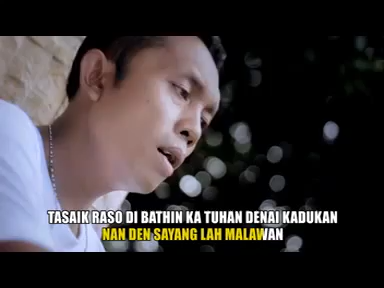 TASAIK RASO DI BATHIN KA TUHAN DENAI KADUKAN
NAN DEN SAYANG LAH MALAWAN